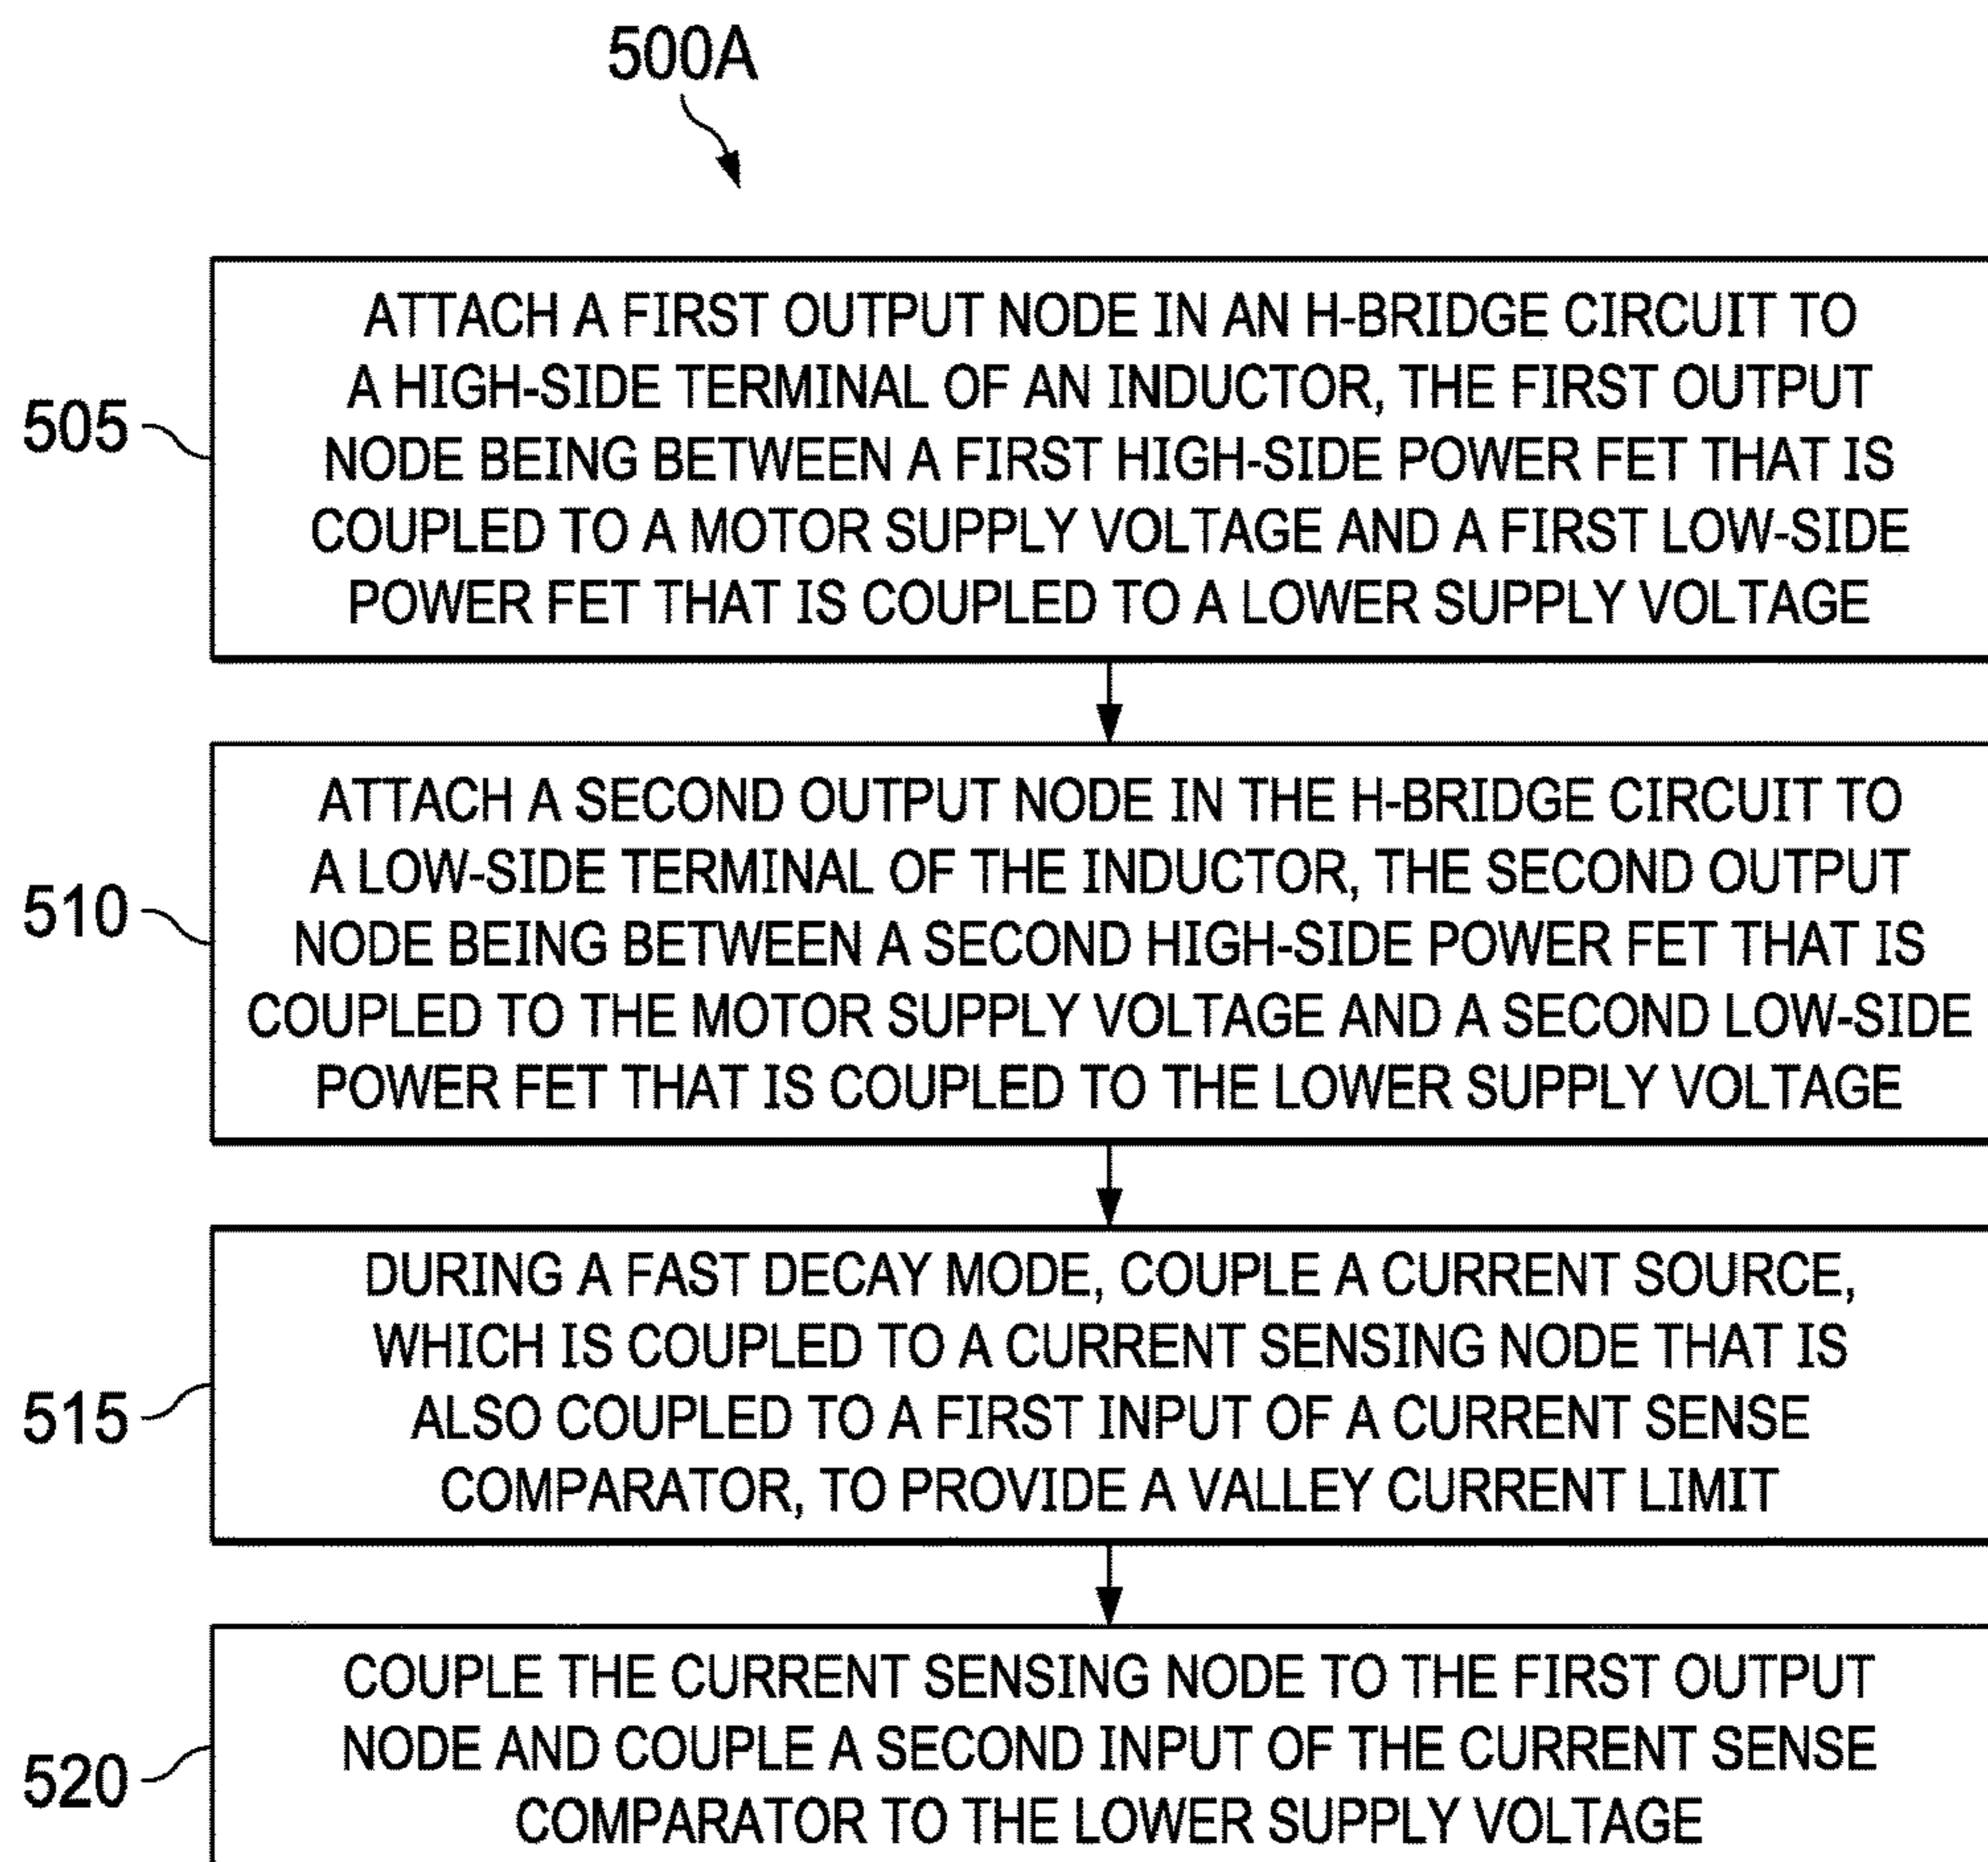 500A
505
ATTACH A FIRST OUTPUT NODE IN AN H-BRIDGE CIRCUIT TO
A HIGH-SIDE TERMINAL OF AN INDUCTOR, THE FIRST OUTPUT
NODE BEING BETWEEN A FIRST HIGH-SIDE POWER FET THAT IS
COUPLED TO A MOTOR SUPPLY VOLTAGE AND A FIRST LOW-SIDE
POWER FET THAT IS COUPLED TO A LOWER SUPPLY VOLTAGE
510
ATTACH A SECOND OUTPUT NODE IN THE H-BRIDGE CIRCUIT TO
A LOW-SIDE TERMINAL OF THE INDUCTOR, THE SECOND OUTPUT
NODE BEING BETWEEN A SECOND HIGH-SIDE POWER FET THAT IS
COUPLED TO THE MOTOR SUPPLY VOLTAGE AND A SECOND LOW-SIDE
POWER FET THAT IS COUPLED TO THE LOWER SUPPLY VOLTAGE
515
DURING A FAST DECAY MODE, COUPLE A CURRENT SOURCE,
WHICH IS COUPLED TO A CURRENT SENSING NODE THAT IS
ALSO COUPLED TO A FIRST INPUT OF A CURRENT SENSE
COMPARATOR, TO PROVIDE A VALLEY CURRENT LIMIT
520
COUPLE THE CURRENT SENSING NODE TO THE FIRST OUTPUT
NODE AND COUPLE A SECOND INPUT OF THE CURRENT SENSE
COMPARATOR TO THE LOWER SUPPLY VOLTAGE